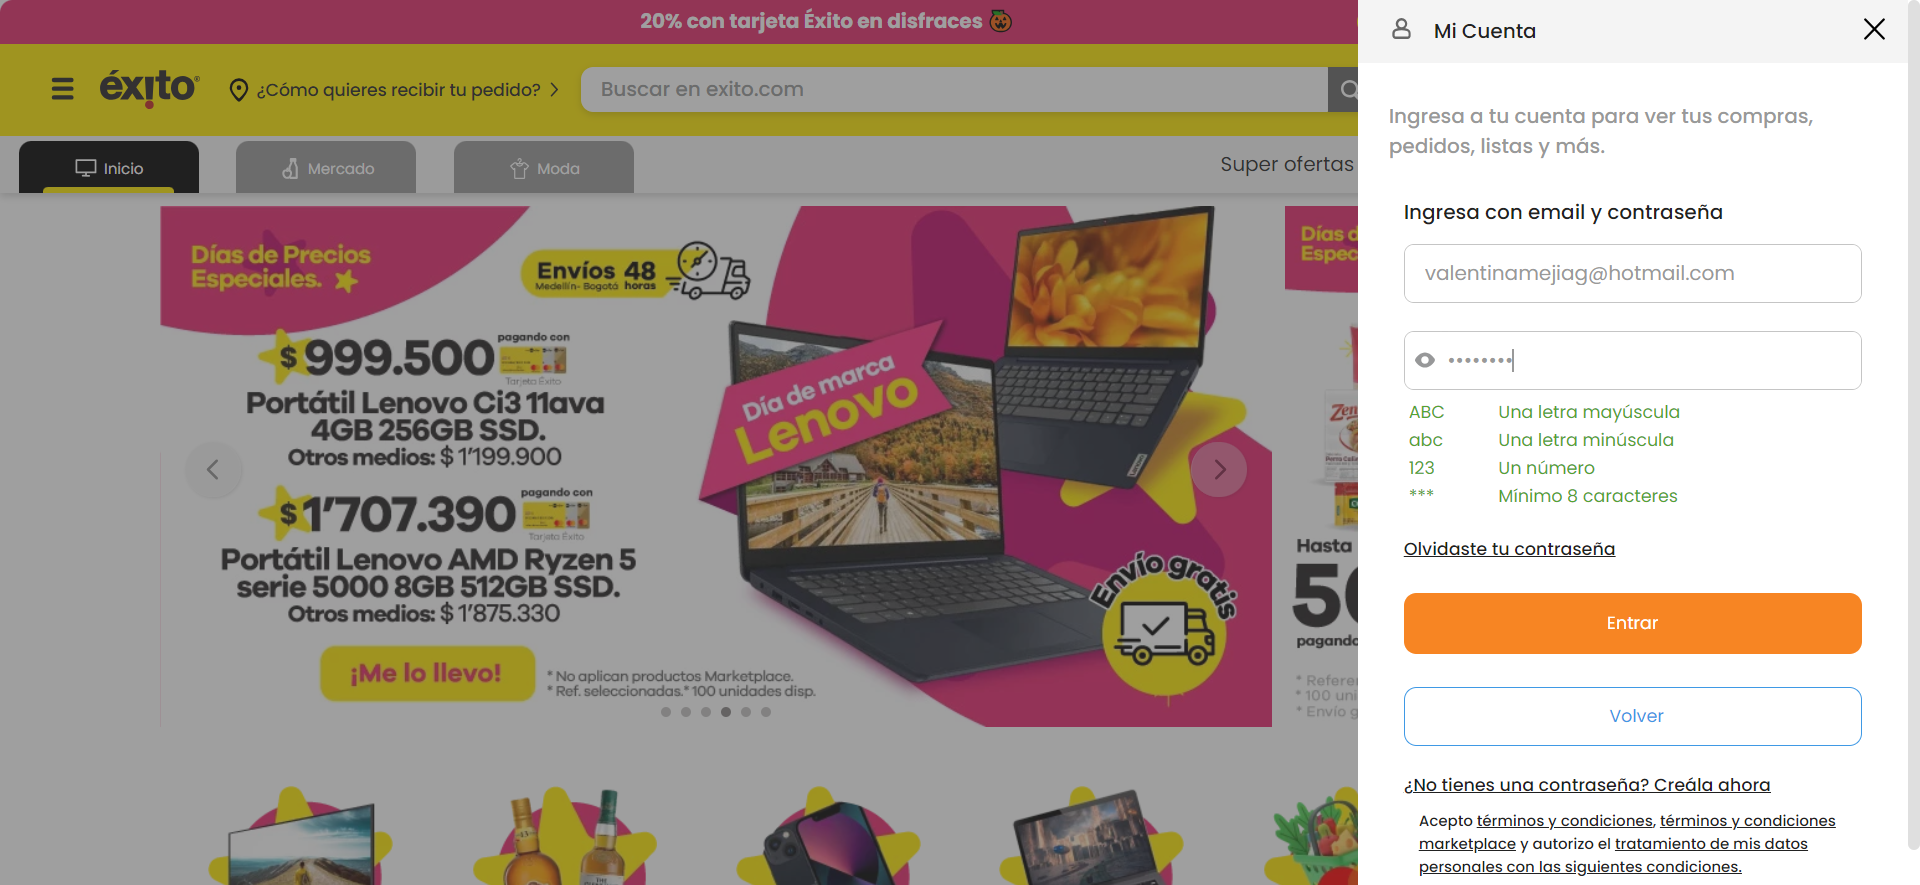 20% con tarjeta Éxito en disfraces
éxito
¿Cómo quieres recibir tu pedido?
Buscar en exito.com
Inicio
Mercado
Moda
Super ofertas
Días de Precios
Especiales.
Envíos 48
Medellín- Bogotá horas
pagando con
$999.500
Tarjeta Éxito
Portátil Lenovo Ci3 11ava
4GB 256GB SSD.
Otros medios: $1'199.900
pagando con
$1'707.390
Tarjeta Éxito
Portátil Lenovo AMD Ryzen 5
serie 5000 8GB 512GB SSD.
Otros medios: $1'875.330
¡Me lo llevo!
* No aplican productos Marketplace.
* Ref. seleccionadas.* 100 unidades disp.
Día de marca
Lenovo
Lenovo
Envío gratis
Días d
Espec
Hasta
50
pagando
* Referen
* 100 uni
* Envío g
Mi Cuenta
Ingresa a tu cuenta para ver tus compras,
pedidos, listas y más.
Ingresa con email y contraseña
valentinamejiag@hotmail.com
••••••••
ABC Una letra mayúscula
abc Una letra minúscula
123 Un número
*** Mínimo 8 caracteres
Olvidaste tu contraseña
Entrar
Volver
¿No tienes una contraseña? Creála ahora
Acepto términos y condiciones, términos y condiciones
marketplace y autorizo el tratamiento de mis datos
personales con las siguientes condiciones.